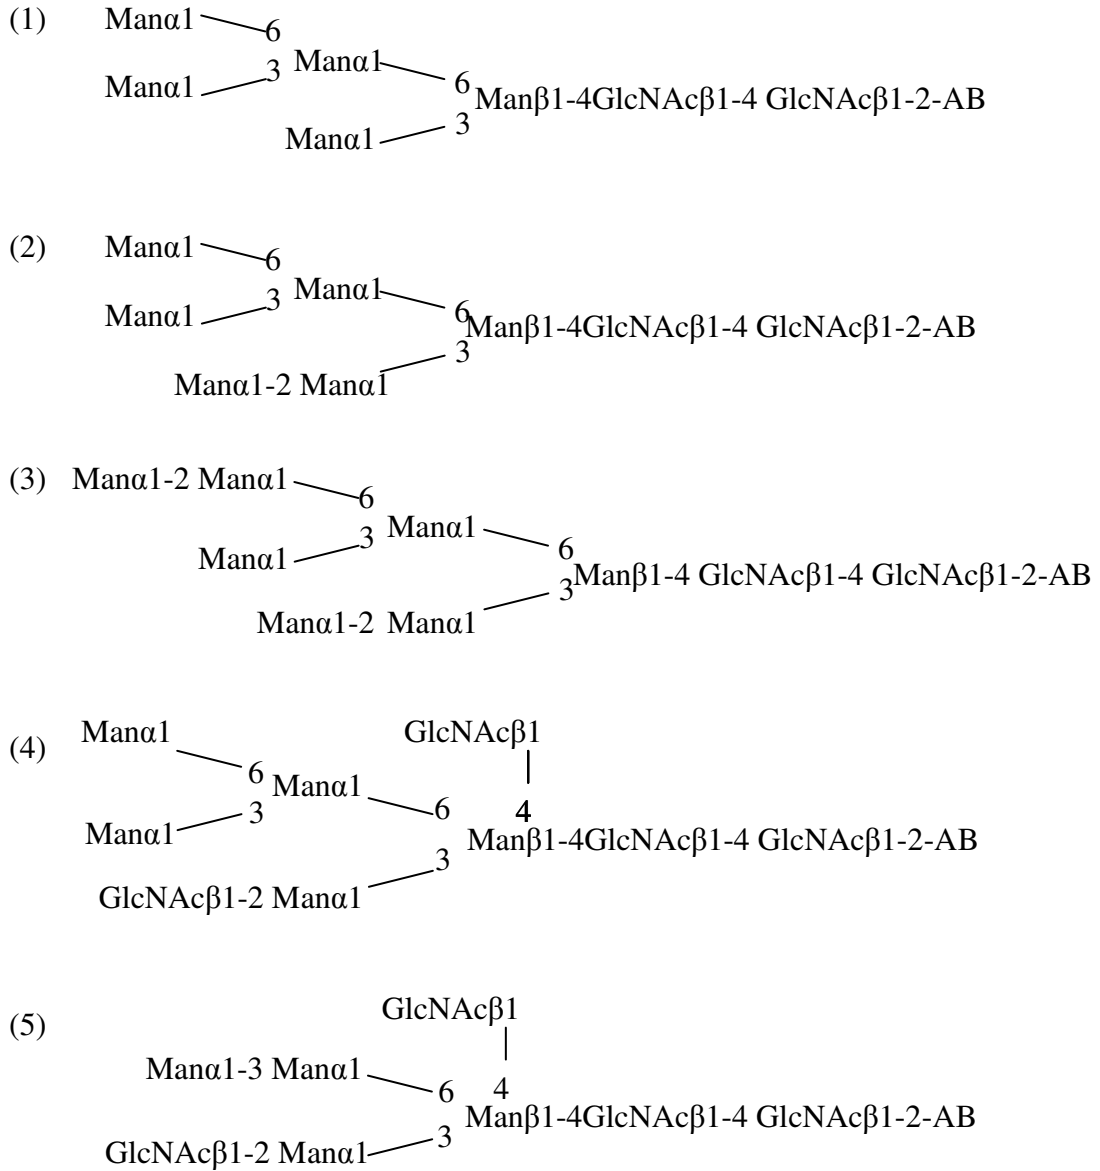 (1) Manα1
6
Manα1
3
Manα1
6
Manβ1-4GlcNAcβ1-4 GlcNAcβ1-2-AB
3
Manα1
(2) Manα1
6
Manα1
3
Manα1
6
Manβ1-4GlcNAcβ1-4 GlcNAcβ1-2-AB
3
Manα1-2 Manα1
(3) Manα1-2 Manα1
6
Manα1
3
Manα1
6
Manβ1-4 GlcNAcβ1-4 GlcNAcβ1-2-AB
3
Manα1-2 Manα1
(4) Manα1 GlcNAcβ1
6
Manα1
3
6 4
Manα1
Manβ1-4GlcNAcβ1-4 GlcNAcβ1-2-AB
3
GlcNAcβ1-2 Manα1
GlcNAcβ1
(5)
Manα1-3 Manα1
6 4
Manβ1-4GlcNAcβ1-4 GlcNAcβ1-2-AB
3
GlcNAcβ1-2 Manα1